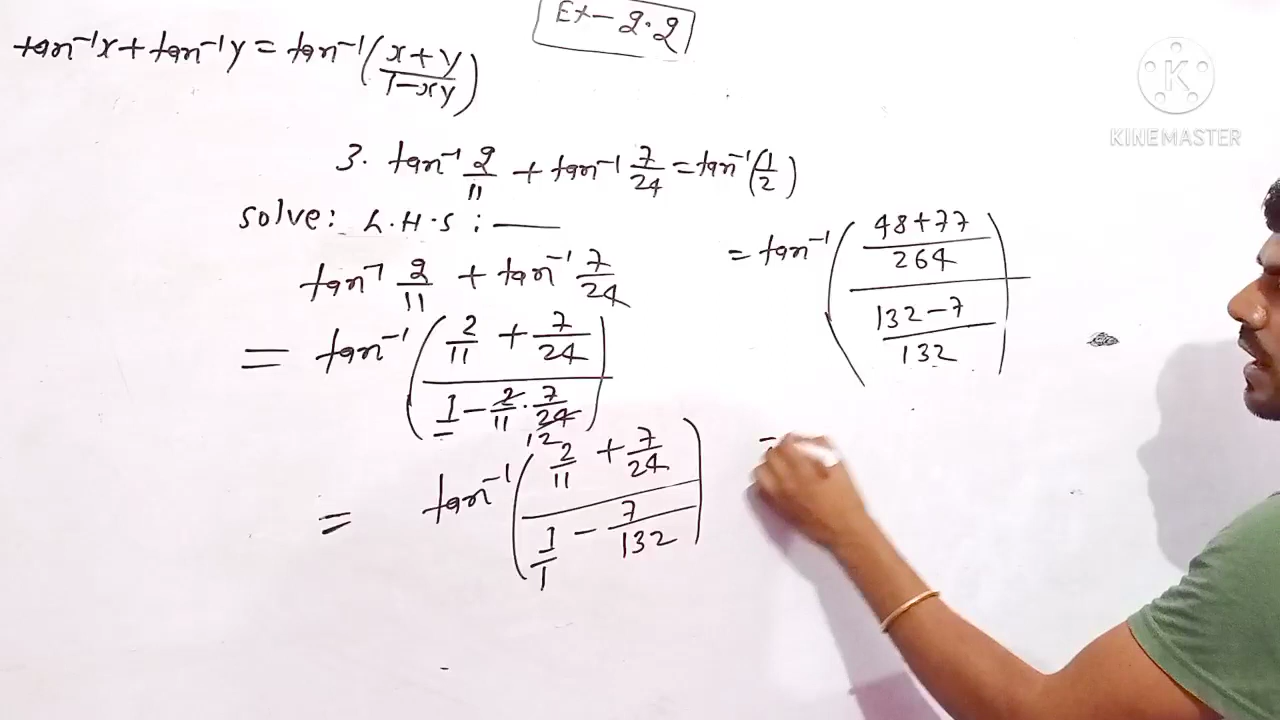 Ex- 2.2
tan⁻¹x + tan⁻¹y = tan⁻¹(x+y / 1-xy)
KINEMASTER
3. tan⁻¹ 2/11 + tan⁻¹ 7/24 = tan⁻¹(1/2)
solve: L.H.S :—
tan⁻¹ 2/11 + tan⁻¹ 7/24
= tan⁻¹((2/11 + 7/24) / (1 - 2/11 · 7/24))
12
= tan⁻¹((2/11 + 7/24) / (1/1 - 7/132))
= tan⁻¹((48+77 / 264) / (132-7 / 132))
=